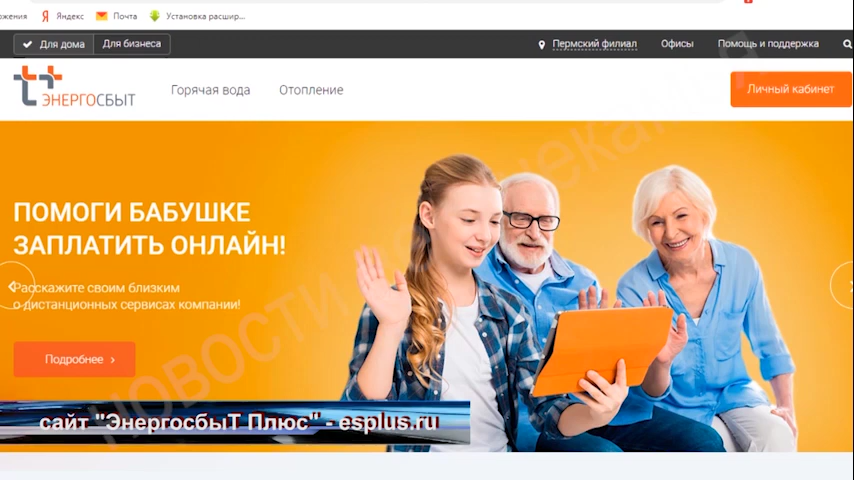 Яндекс
Почта
Установка расшир...
Для дома
Для бизнеса
Пермский филиал
Офисы
Помощь и поддержка
ЭНЕРГОСБЫТ
Горячая вода
Отопление
Личный кабинет
ПОМОГИ БАБУШКЕ
ЗАПЛАТИТЬ ОНЛАЙН!
Расскажите своим близким
о дистанционных сервисах компании!
Подробнее
сайт "ЭнергосбыТ Плюс" - esplus.ru
НОВОСТИ